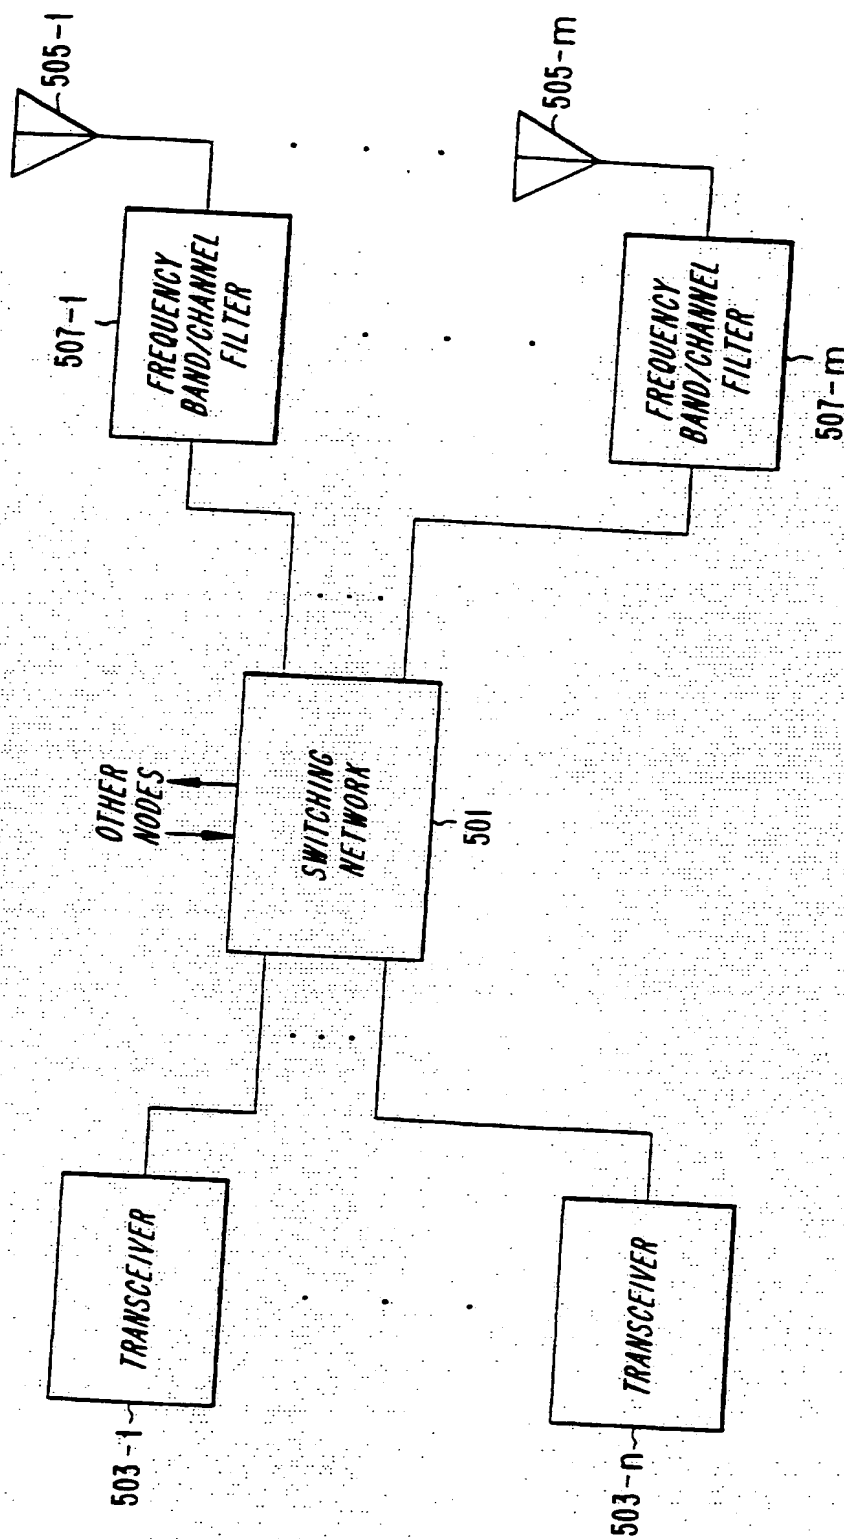 505-1
507-1
FREQUENCY
BAND/CHANNEL
FILTER
OTHER
NODES
SWITCHING
NETWORK
501
TRANSCEIVER
503-1
505-m
FREQUENCY
BAND/CHANNEL
FILTER
507-m
TRANSCEIVER
503-n